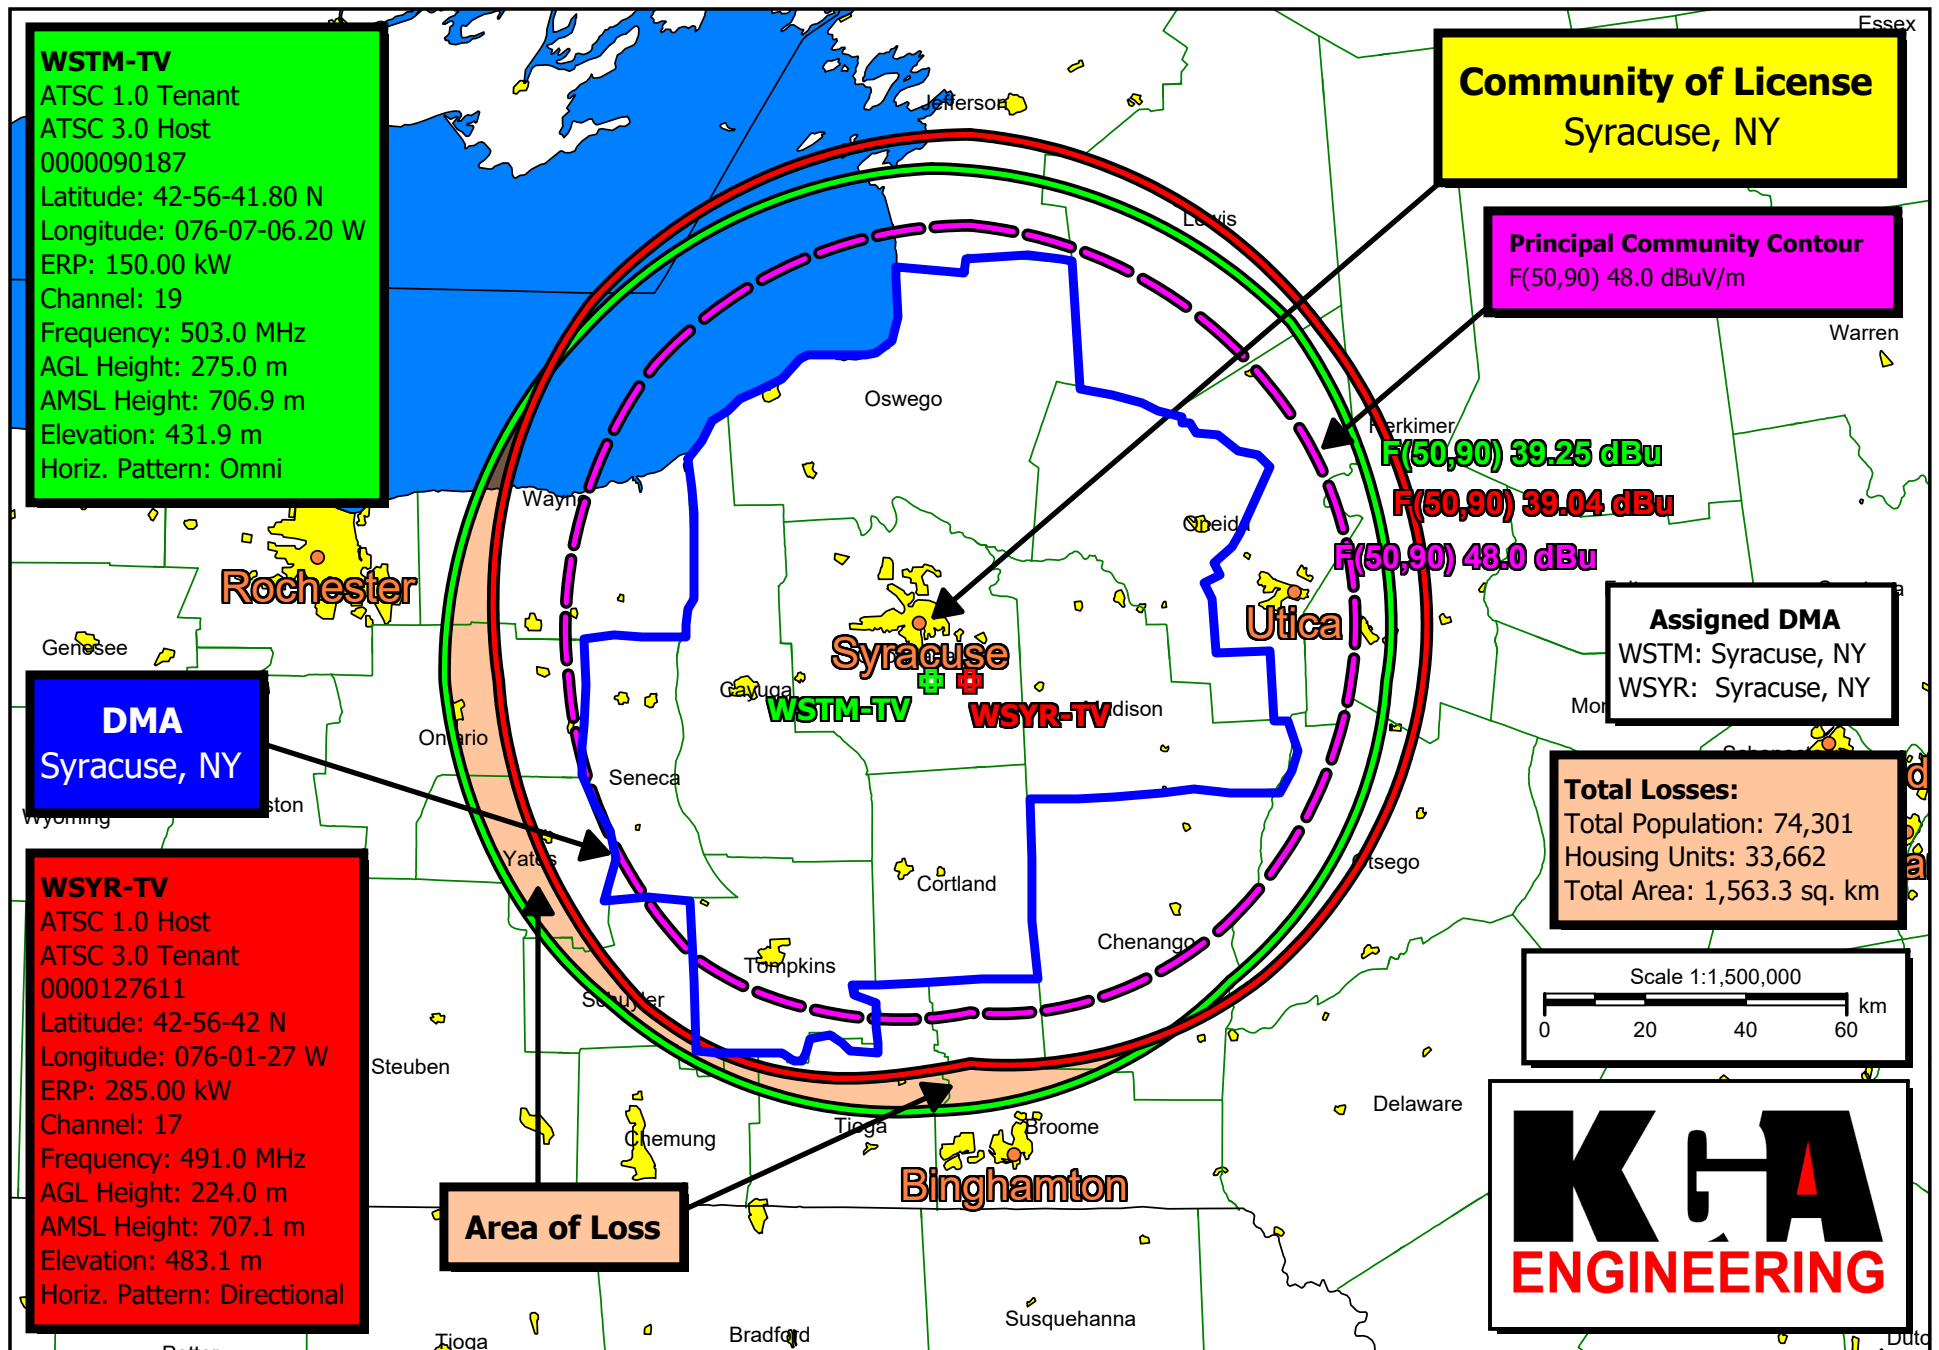 WSTM-TV
ATSC 1.0 Tenant
ATSC 3.0 Host
0000090187
Latitude: 42-56-41.80 N
Longitude: 076-07-06.20 W
ERP: 150.00 kW
Channel: 19
Frequency: 503.0 MHz
AGL Height: 275.0 m
AMSL Height: 706.9 m
Elevation: 431.9 m
Horiz. Pattern: Omni
Essex
Community of License
Syracuse, NY
Jefferson
Lewis
Principal Community Contour
F(50,90) 48.0 dBuV/m
Warren
Oswego
Herkimer
F(50,90) 39.25 dBu
F(50,90) 39.04 dBu
F(50,90) 48.0 dBu
Oneida
Rochester
Utica
Syracuse
Genesee
Cayuga
WSTM-TV
WSYR-TV
Madison
Assigned DMA
WSTM: Syracuse, NY
WSYR: Syracuse, NY
DMA
Syracuse, NY
Ontario
Seneca
Wyoming
Yates
Total Losses:
Total Population: 74,301
Housing Units: 33,662
Total Area: 1,563.3 sq. km
Otsego
Cortland
Chenango
Tompkins
Schuyler
WSYR-TV
ATSC 1.0 Host
ATSC 3.0 Tenant
0000127611
Latitude: 42-56-42 N
Longitude: 076-01-27 W
ERP: 285.00 kW
Channel: 17
Frequency: 491.0 MHz
AGL Height: 224.0 m
AMSL Height: 707.1 m
Elevation: 483.1 m
Horiz. Pattern: Directional
Scale 1:1,500,000
km
0 20 40 60
Steuben
Delaware
Chemung
Tioga
Broome
Binghamton
Area of Loss
KGA
ENGINEERING
Susquehanna
Bradford
Tioga